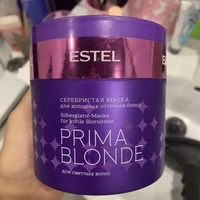 ESTEL
СЕРЕБРИСТАЯ МАСКА
для холодных оттенков блонд
Silberglanz-Maske
für kühle Blondtöne
PRIMA
BLONDE
для светлых волос